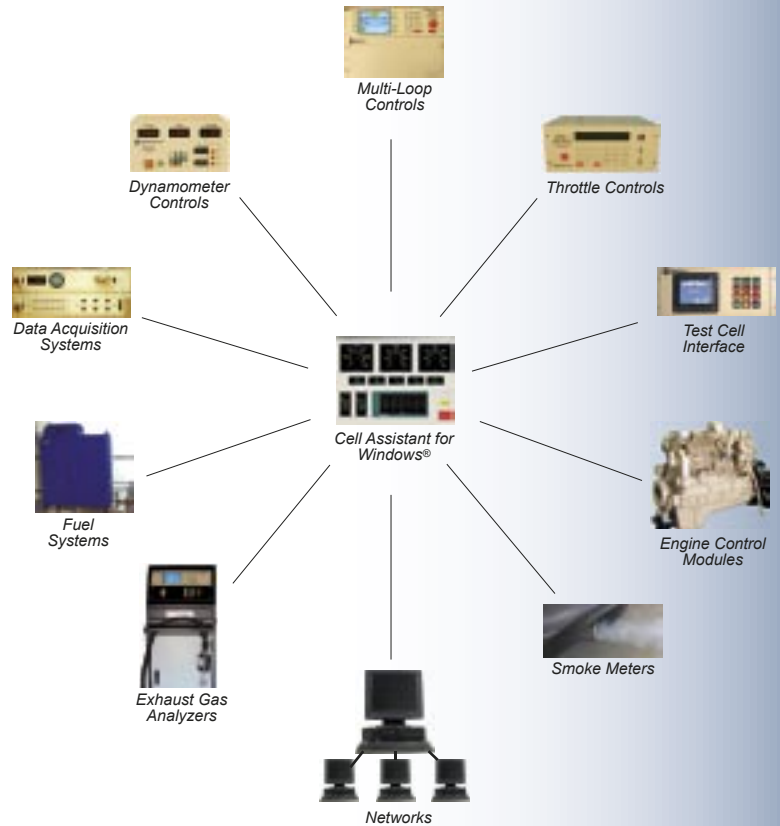 Multi-Loop
Controls
Dynamometer
Controls
Throttle Controls
Data Acquisition
Systems
Test Cell
Interface
Cell Assistant for
Windows®
Fuel
Systems
Engine Control
Modules
Exhaust Gas
Analyzers
Smoke Meters
Networks